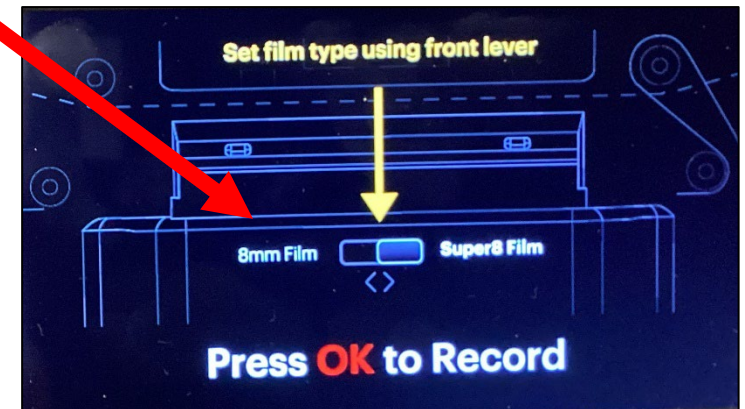 Set film type using front lever
8mm Film Super8 Film
<>
Press OK to Record